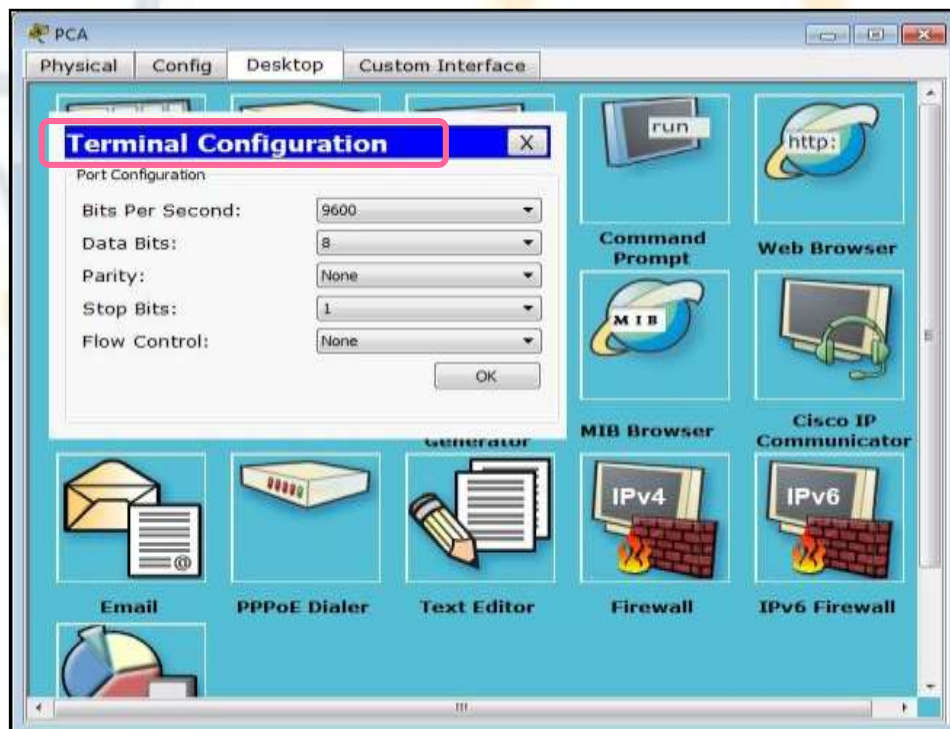 PCA
Physical Config Desktop Custom Interface
Terminal Configuration X
Port Configuration
Bits Per Second: 9600
Data Bits: 8
Parity: None
Stop Bits: 1
Flow Control: None
OK
run
http:
Command
Prompt
Web Browser
MIB
Generator
MIB Browser
Cisco IP
Communicator
@
IPv4
IPv6
Email
PPPoE Dialer
Text Editor
Firewall
IPv6 Firewall